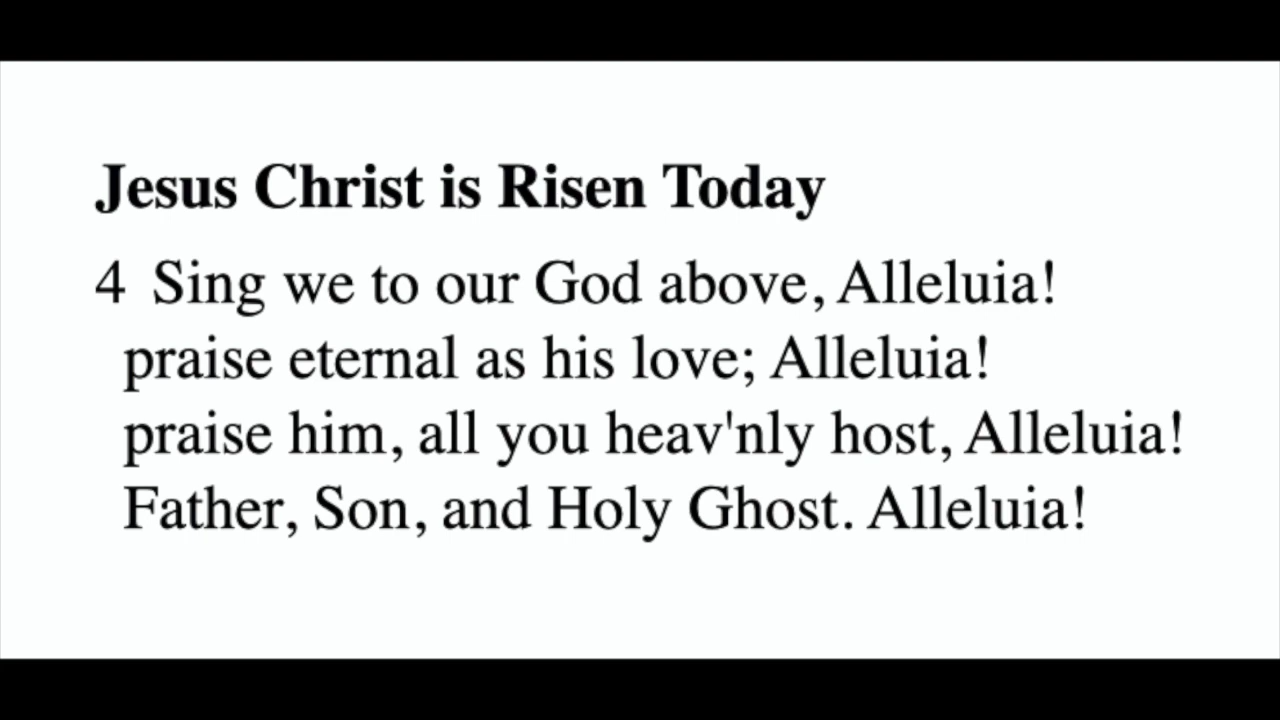 Jesus Christ is Risen Today
4 Sing we to our God above, Alleluia!
praise eternal as his love; Alleluia!
praise him, all you heav'nly host, Alleluia!
Father, Son, and Holy Ghost. Alleluia!